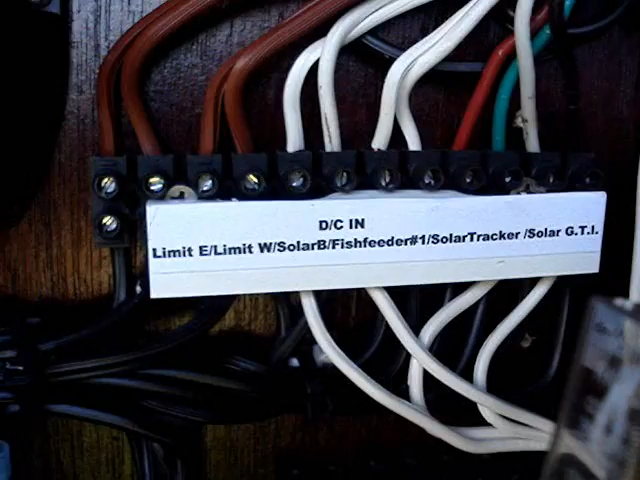 D/C IN
Limit E/Limit W/SolarB/Fishfeeder#1/SolarTracker /Solar G.T.I.